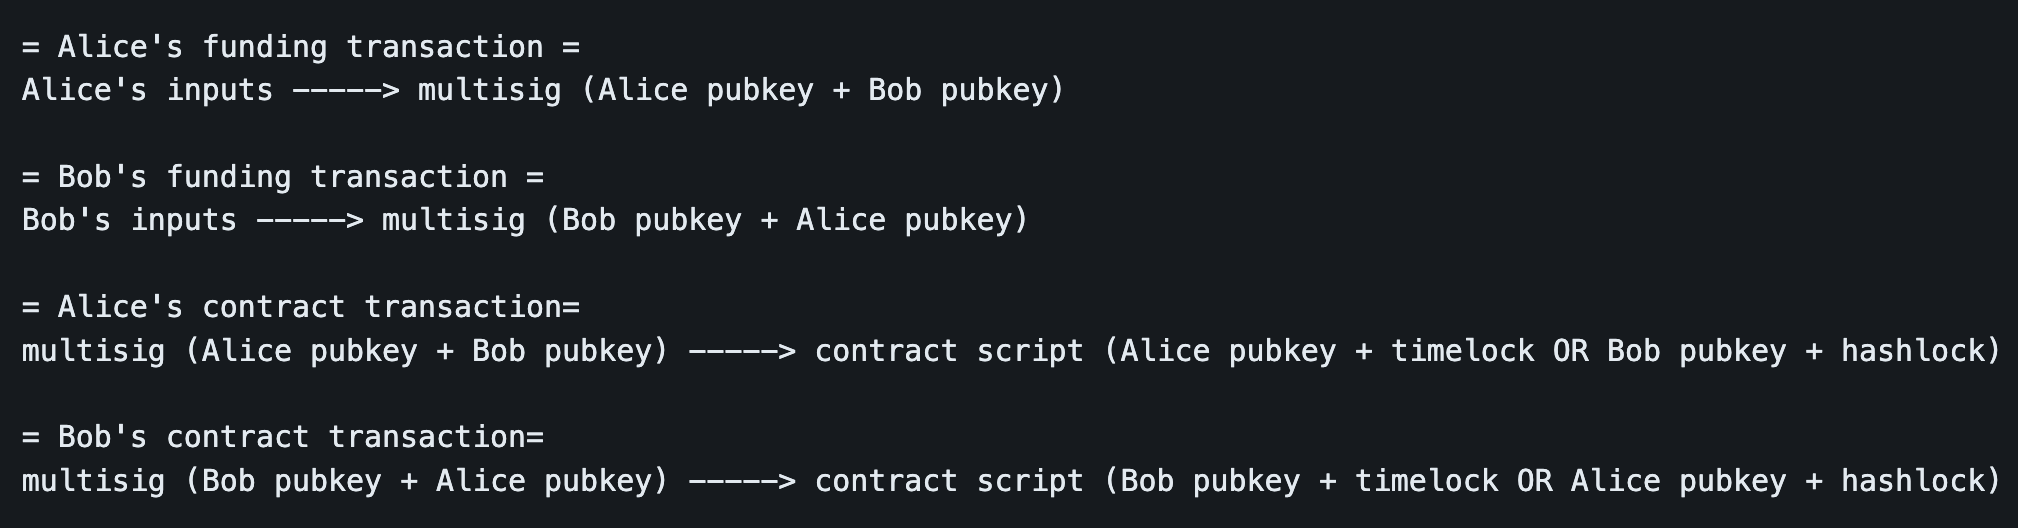 = Alice's funding transaction =
Alice's inputs -----> multisig (Alice pubkey + Bob pubkey)
= Bob's funding transaction =
Bob's inputs -----> multisig (Bob pubkey + Alice pubkey)
= Alice's contract transaction=
multisig (Alice pubkey + Bob pubkey) -----> contract script (Alice pubkey + timelock OR Bob pubkey + hashlock)
= Bob's contract transaction=
multisig (Bob pubkey + Alice pubkey) -----> contract script (Bob pubkey + timelock OR Alice pubkey + hashlock)